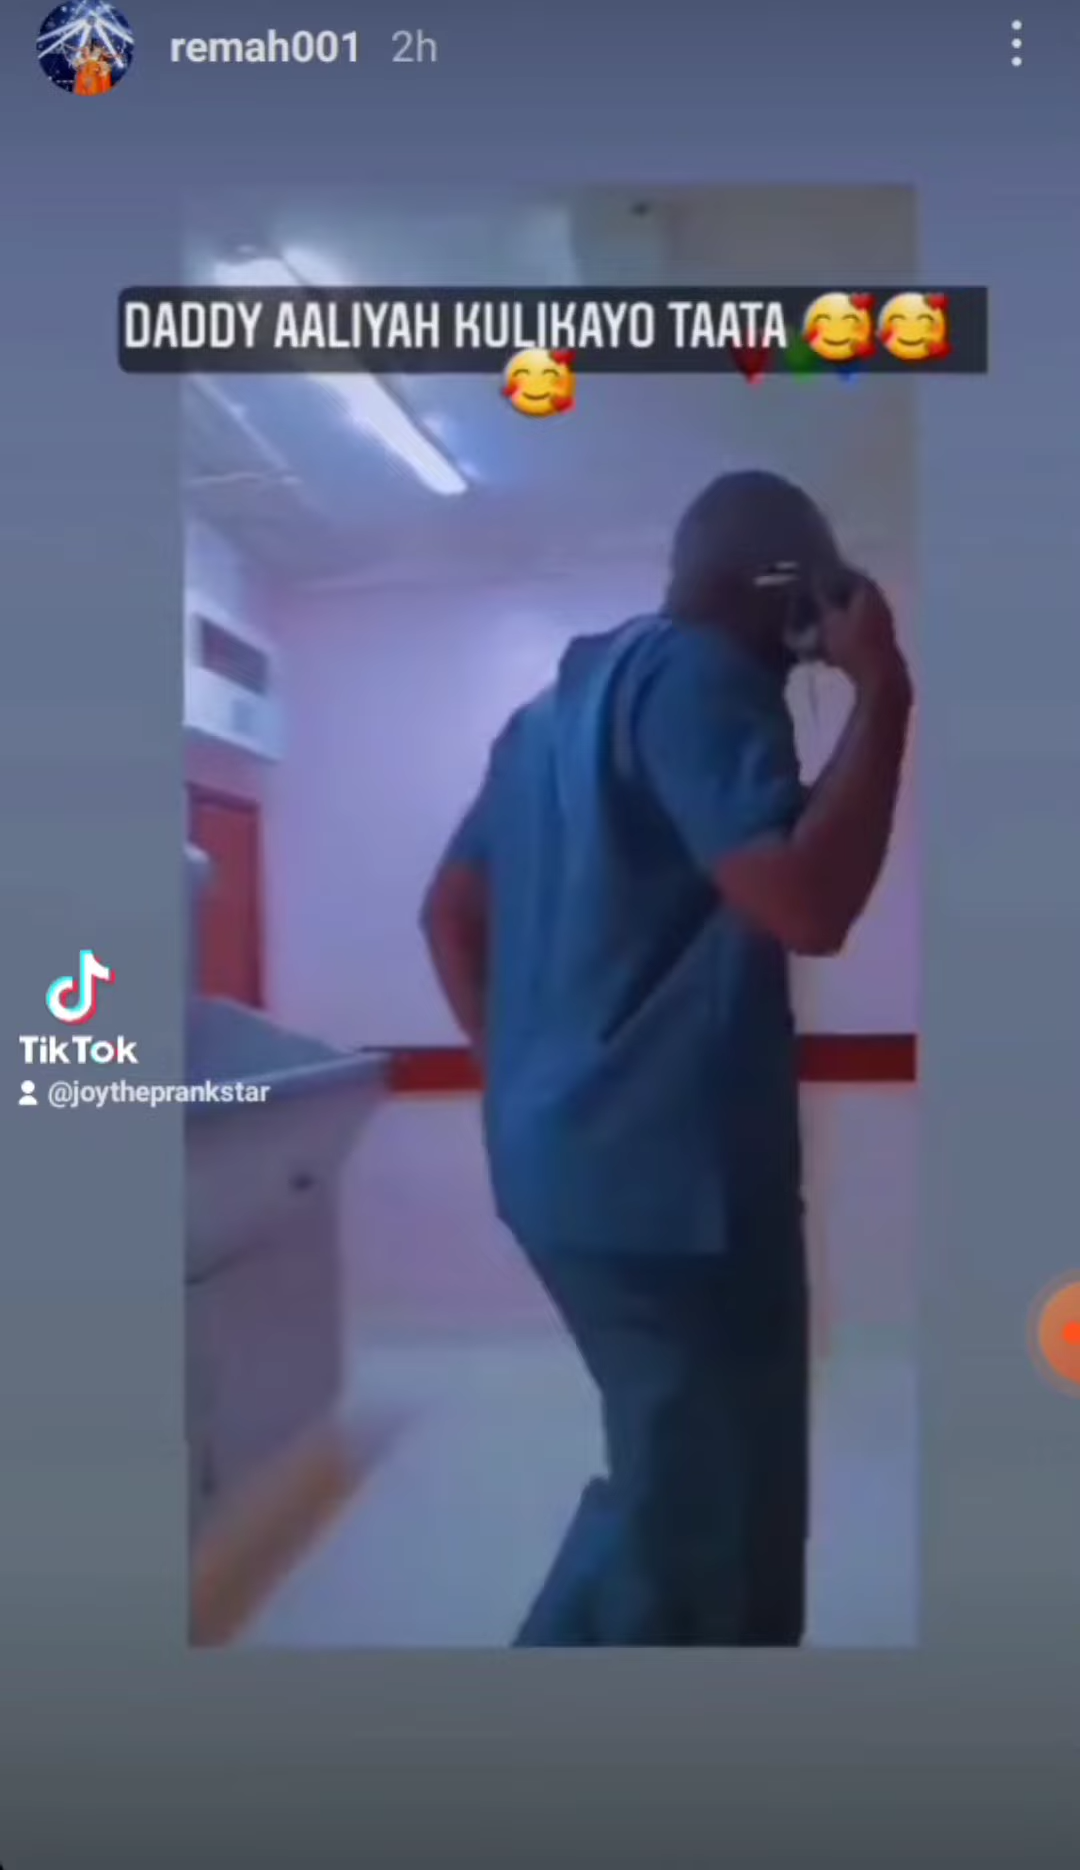 remah001 2h
DADDY AALIYAH KULIKAYO TAATA 🥰🥰
🥰
TikTok
@joytheprankstar